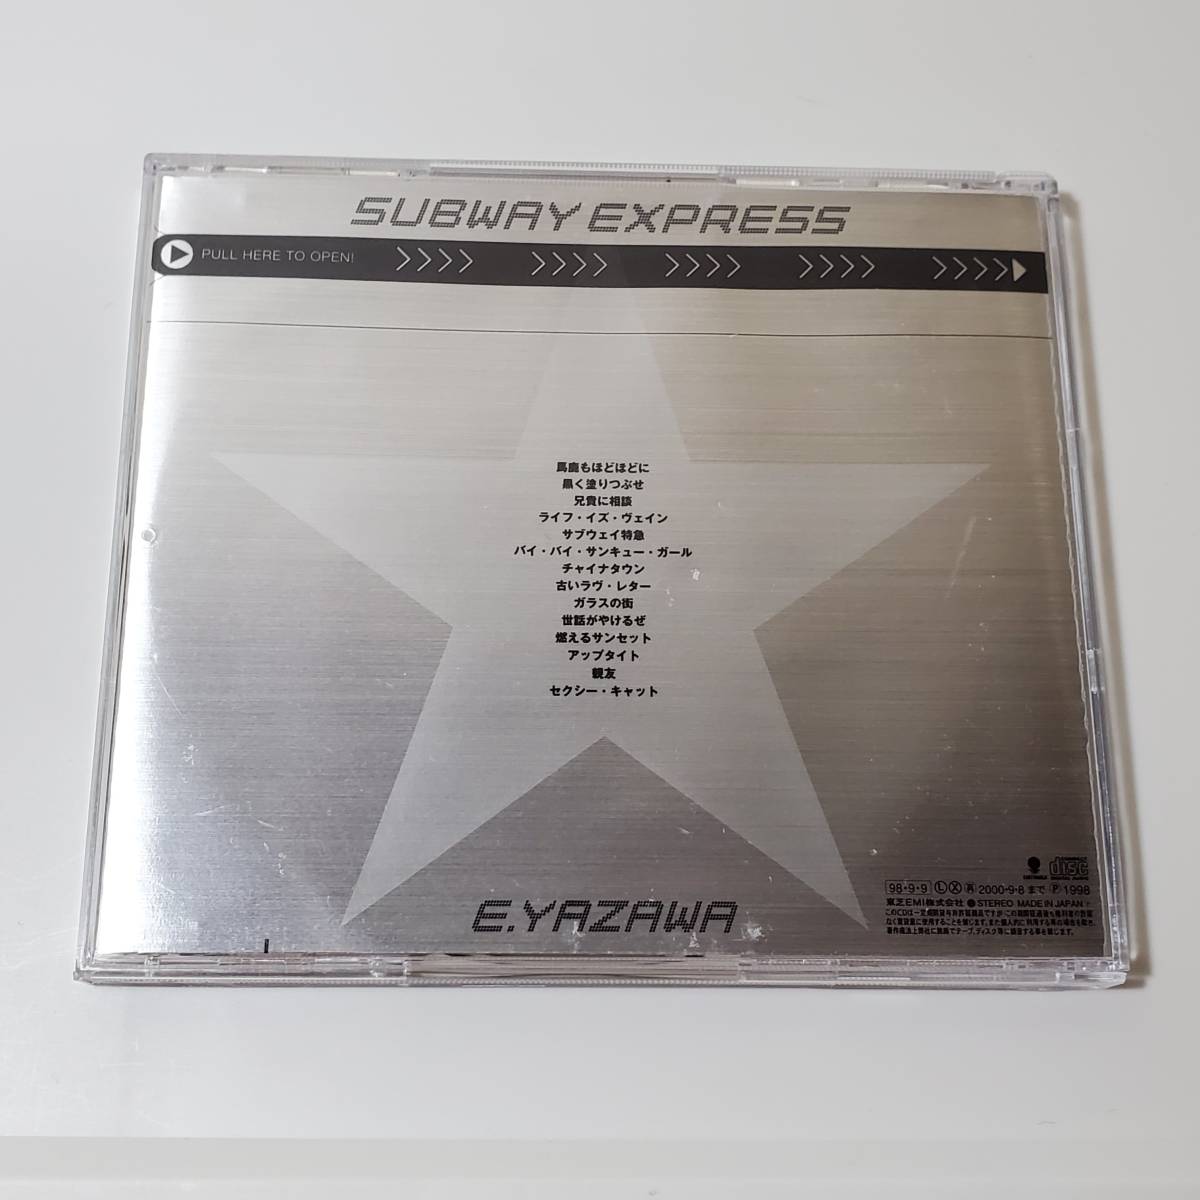 SUBWAY EXPRESS
PULL HERE TO OPEN!
馬鹿もほどほどに
黒く塗りつぶせ
兄貴に相談
ライフ・イズ・ヴェイン
サブウェイ特急
バイ・バイ・サンキュー・ガール
チャイナタウン
古いラヴ・レター
ガラスの街
世話がやけるぜ
燃えるサンセット
アップタイト
親友
セクシー・キャット
E.YAZAWA
disc
98・9・9 Ⓛ Ⓧ 2000・9・8 まで Ⓟ 1998
東芝EMI株式会社 ● STEREO MADE IN JAPAN